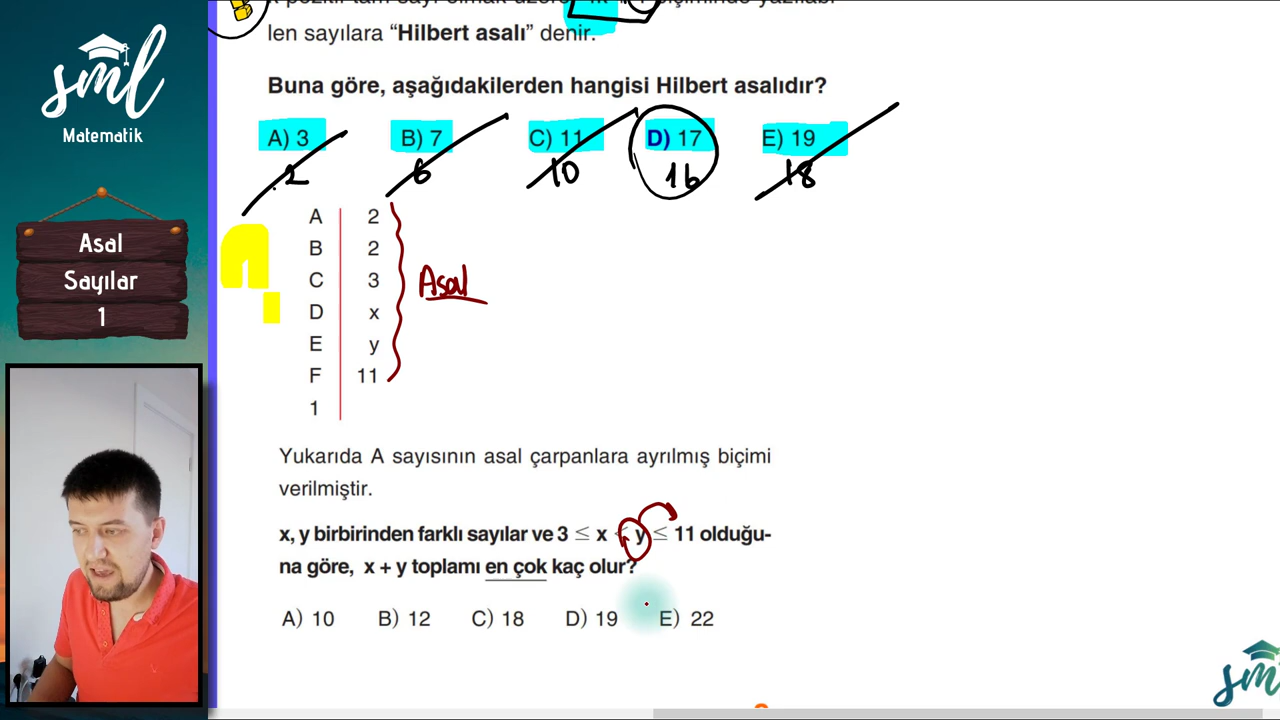 len sayılara “Hilbert asalı” denir.
Buna göre, aşağıdakilerden hangisi Hilbert asalıdır?
A) 3 B) 7 C) 11 D) 17 E) 19
2 6 10 16 18
sml
Matematik
Asal
Sayılar
1
A 2
B 2
C 3
D x
E y
F 11
1
Asal
Yukarıda A sayısının asal çarpanlara ayrılmış biçimi
verilmiştir.
x, y birbirinden farklı sayılar ve 3 ≤ x < y ≤ 11 olduğu-
na göre, x + y toplamı en çok kaç olur?
A) 10 B) 12 C) 18 D) 19 E) 22